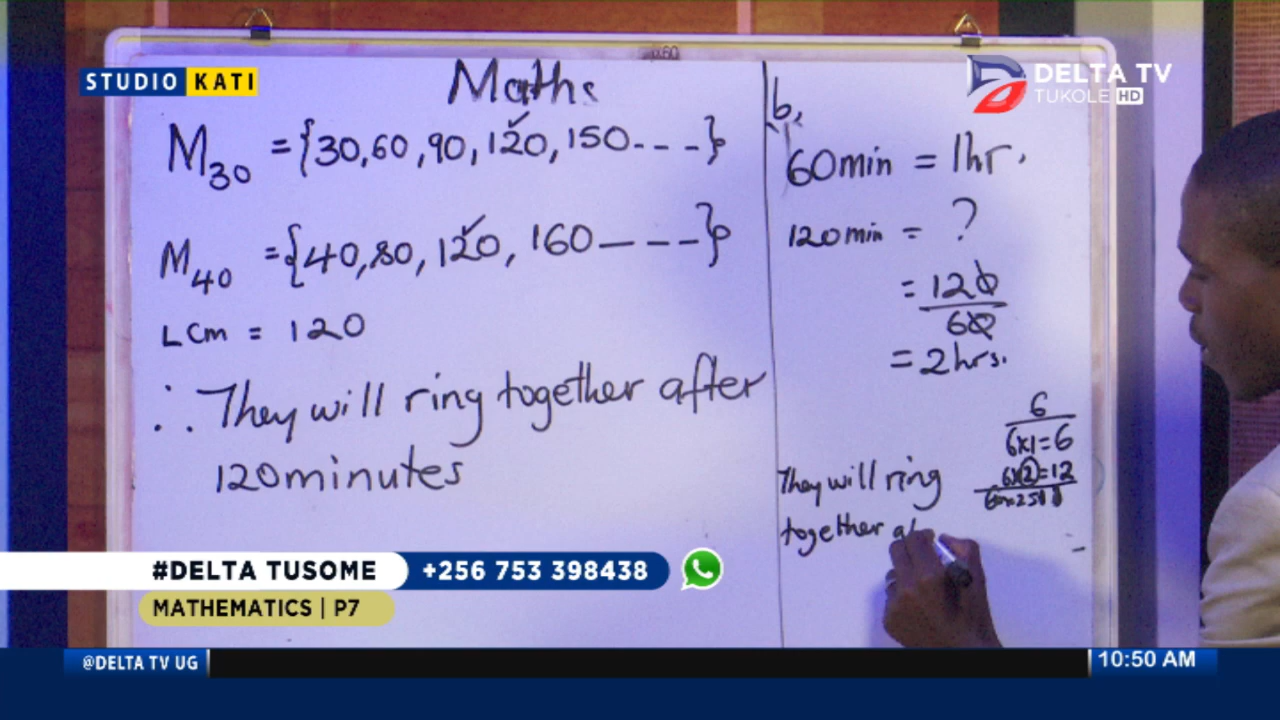 STUDIO KATI
DELTA TV
TUKOLE HD
Maths
M30 = {30,60,90,120,150---}
M40 = {40,80,120,160----}
LCm = 120
∴ They will ring together after
120minutes
b,
60min = 1hr.
120min = ?
= 120
60
= 2hrs.
6
6x1=6
6x2=12
They will ring
together
#DELTA TUSOME +256 753 398438
MATHEMATICS | P7
@DELTA TV UG
10:50 AM